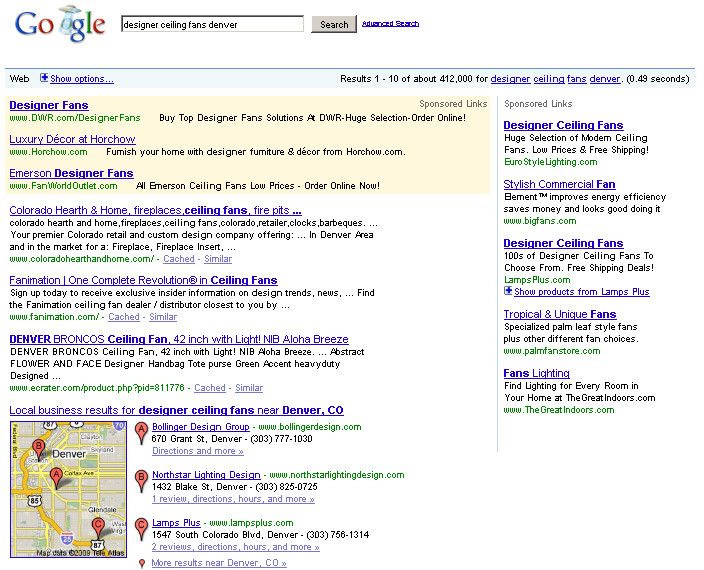 Google
designer ceiling fans denver
Search
Advanced Search
Web Show options...
Results 1 - 10 of about 412,000 for designer ceiling fans denver. (0.49 seconds)
Designer Fans
Sponsored Links
www.DWR.com/DesignerFans Buy Top Designer Fans Solutions At DWR-Huge Selection-Order Online!
Luxury Décor at Horchow
www.Horchow.com Furnish your home with designer furniture & décor from Horchow.com.
Emerson Designer Fans
www.FanWorldOutlet.com All Emerson Ceiling Fans Low Prices - Order Online Now!
Colorado Hearth & Home, fireplaces,ceiling fans, fire pits ...
colorado hearth and home,fireplaces,ceiling fans,colorado,retailer,clocks,barbeques. ...
Your premier Colorado retail and custom design company offering: ... In Denver Area
and in the market for a: Fireplace, Fireplace Insert, ...
www.coloradohearthandhome.com/ - Cached - Similar
Fanimation | One Complete Revolution® in Ceiling Fans
Sign up today to receive exclusive insider information on design trends, news, ... Find
the Fanimation ceiling fan dealer / distributor closest to you by ...
www.fanimation.com/ - Cached - Similar
DENVER BRONCOS Ceiling Fan, 42 inch with Light! NIB Aloha Breeze
DENVER BRONCOS Ceiling Fan, 42 inch with Light! NIB Aloha Breeze. ... Abstract
FLOWER AND FACE Designer Handbag Tote purse Green Accent heavyduty
Designed ...
www.ecrater.com/product.php?pid=811776 - Cached - Similar
Local business results for designer ceiling fans near Denver, CO
A Bollinger Design Group - www.bollingerdesign.com
670 Grant St, Denver - (303) 777-1030
Directions and more »
B Northstar Lighting Design - www.northstarlightingdesign.com
1432 Blake St, Denver - (303) 825-0725
1 review, directions, hours, and more »
C Lamps Plus - www.lampsplus.com
1547 South Colorado Blvd, Denver - (303) 756-1314
2 reviews, directions, hours, and more »
More results near Denver, CO »
Federal Blvd
70
Clayton
B
Denver
Skyland
Colfax Ave
A
85
Glendale
C
25
85
Map data ©2009 Tele Atlas
Sponsored Links
Designer Ceiling Fans
Huge Selection of Modern Ceiling
Fans. Low Prices & Free Shipping!
EuroStyleLighting.com
Stylish Commercial Fan
Element™ improves energy efficiency
saves money and looks good doing it
www.bigfans.com
Designer Ceiling Fans
100s of Designer Ceiling Fans To
Choose From. Free Shipping Deals!
LampsPlus.com
Show products from Lamps Plus
Tropical & Unique Fans
Specialized palm leaf style fans
plus other different fan choices.
www.palmfanstore.com
Fans Lighting
Find Lighting for Every Room in
Your Home at TheGreatIndoors.com
www.TheGreatIndoors.com